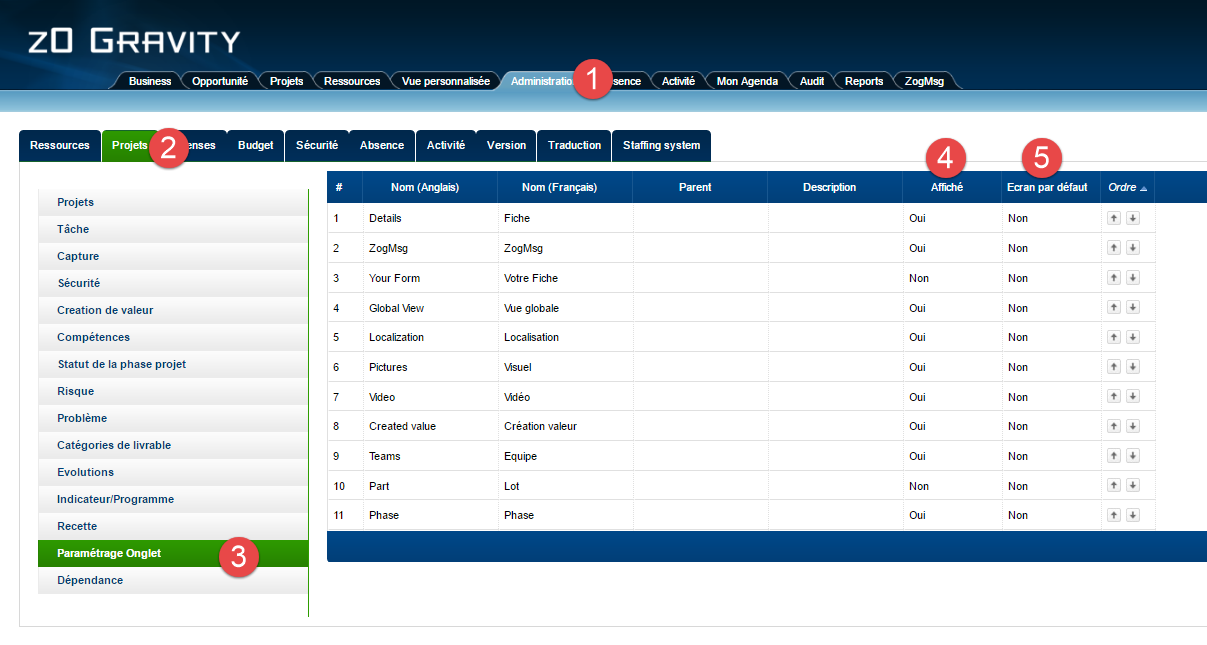 z0 GRAVITY
Business Opportunité Projets Ressources Vue personnalisée Administratio 1 sence Activité Mon Agenda Audit Reports ZogMsg
Ressources Projets 2 enses Budget Sécurité Absence Activité Version Traduction Staffing system
4 5
# Nom (Anglais) Nom (Français) Parent Description Affiché Ecran par défaut Ordre
Projets
Tâche
Capture
Sécurité
Creation de valeur
Compétences
Statut de la phase projet
Risque
Problème
Catégories de livrable
Evolutions
Indicateur/Programme
Recette
Paramétrage Onglet 3
Dépendance
1 Details Fiche Oui Non
2 ZogMsg ZogMsg Oui Non
3 Your Form Votre Fiche Non Non
4 Global View Vue globale Oui Non
5 Localization Localisation Oui Non
6 Pictures Visuel Oui Non
7 Video Vidéo Oui Non
8 Created value Création valeur Oui Non
9 Teams Equipe Oui Non
10 Part Lot Non Non
11 Phase Phase Oui Non